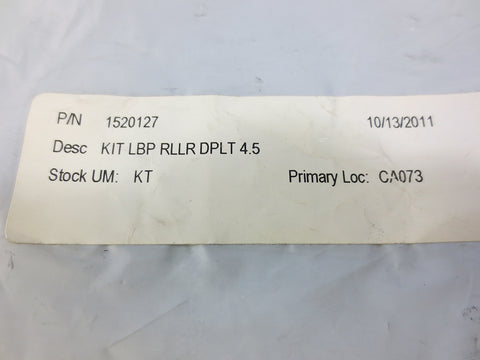 P/N 1520127 10/13/2011
Desc KIT LBP RLLR DPLT 4.5
Stock UM: KT Primary Loc: CA073